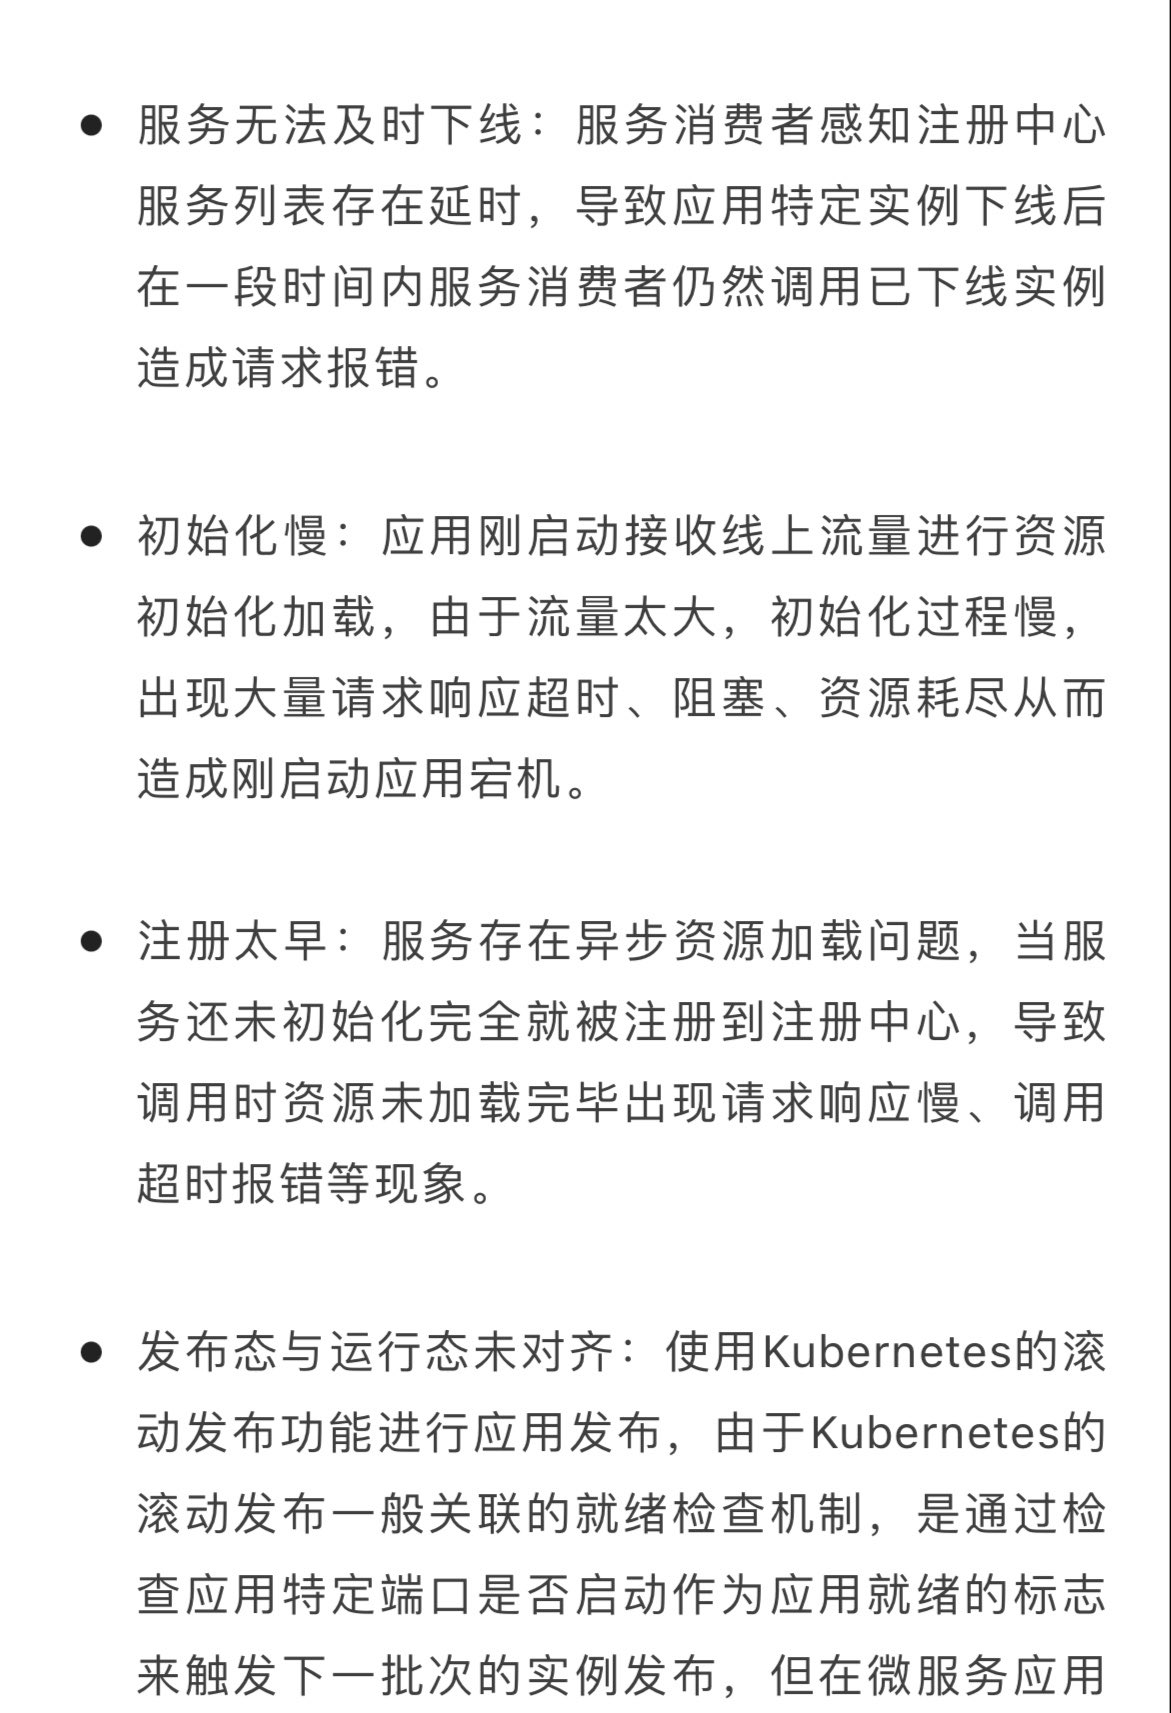 ● 服务无法及时下线：服务消费者感知注册中心
服务列表存在延时，导致应用特定实例下线后
在一段时间内服务消费者仍然调用已下线实例
造成请求报错。
● 初始化慢：应用刚启动接收线上流量进行资源
初始化加载，由于流量太大，初始化过程慢，
出现大量请求响应超时、阻塞、资源耗尽从而
造成刚启动应用宕机。
● 注册太早：服务存在异步资源加载问题，当服
务还未初始化完全就被注册到注册中心，导致
调用时资源未加载完毕出现请求响应慢、调用
超时报错等现象。
● 发布态与运行态未对齐：使用Kubernetes的滚
动发布功能进行应用发布，由于Kubernetes的
滚动发布一般关联的就绪检查机制，是通过检
查应用特定端口是否启动作为应用就绪的标志
来触发下一批次的实例发布，但在微服务应用